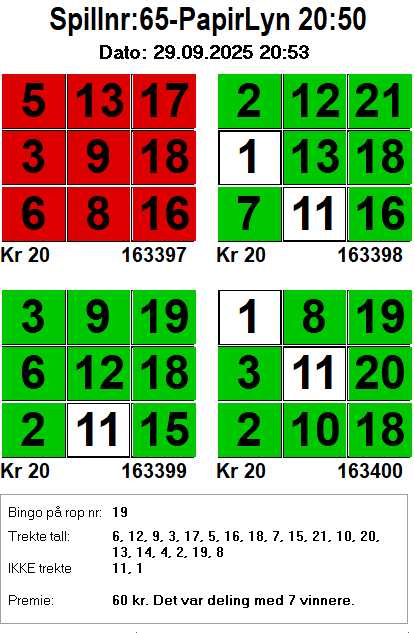 Spillnr:65-PapirLyn 20:50
Dato: 29.09.2025 20:53
5 13 17
3 9 18
6 8 16
Kr 20 163397
2 12 21
1 13 18
7 11 16
Kr 20 163398
3 9 19
6 12 18
2 11 15
Kr 20 163399
1 8 19
3 11 20
2 10 18
Kr 20 163400
Bingo på rop nr: 19
Trekte tall: 6, 12, 9, 3, 17, 5, 16, 18, 7, 15, 21, 10, 20,
13, 14, 4, 2, 19, 8
IKKE trekte 11, 1
Premie: 60 kr. Det var deling med 7 vinnere.